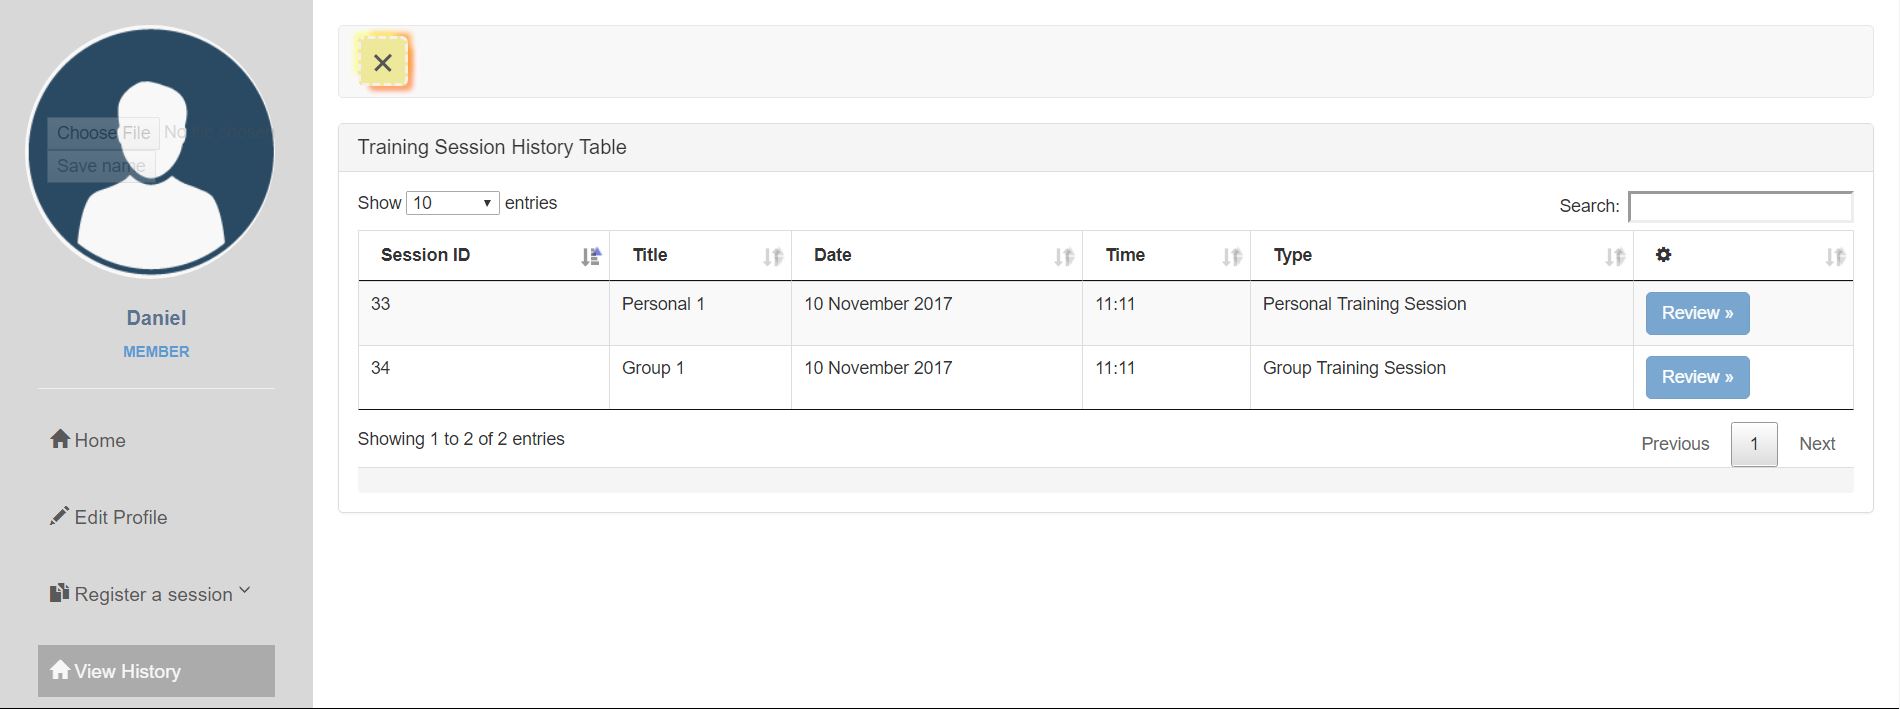 Choose File No file chosen
Save name
Daniel
MEMBER
Home
Edit Profile
Register a session
View History
Training Session History Table
Show 10 entries
Search:
Session ID Title Date Time Type
33 Personal 1 10 November 2017 11:11 Personal Training Session Review »
34 Group 1 10 November 2017 11:11 Group Training Session Review »
Showing 1 to 2 of 2 entries
Previous 1 Next